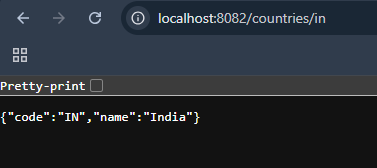 localhost:8082/countries/in
Pretty-print
{"code":"IN","name":"India"}